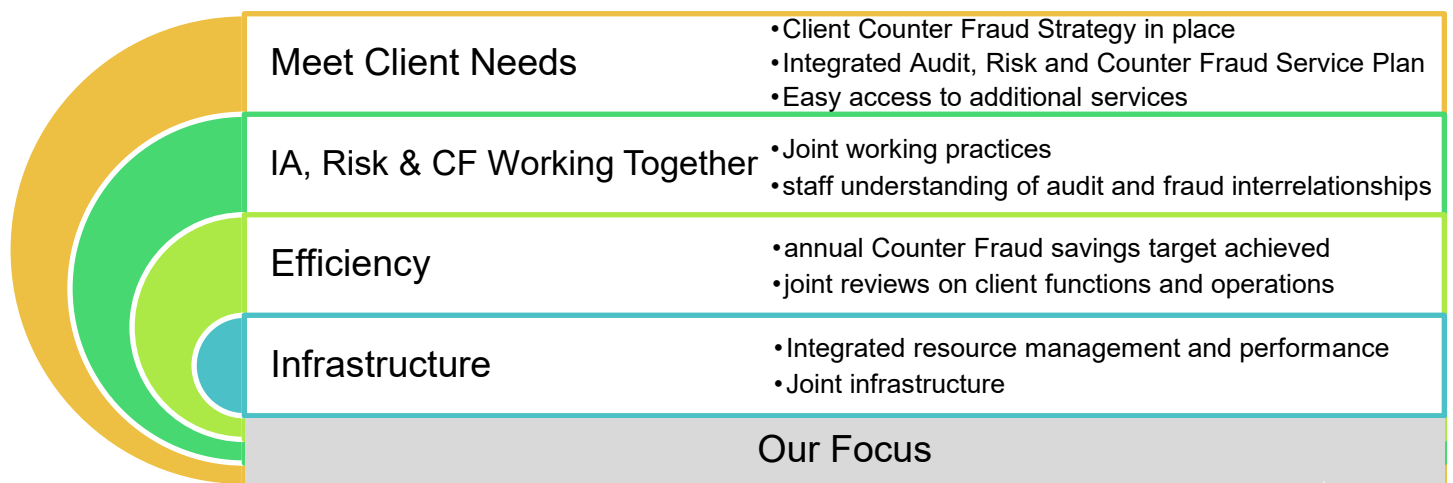 Meet Client Needs
•Client Counter Fraud Strategy in place
•Integrated Audit, Risk and Counter Fraud Service Plan
•Easy access to additional services
IA, Risk & CF Working Together
•Joint working practices
•staff understanding of audit and fraud interrelationships
Efficiency
•annual Counter Fraud savings target achieved
•joint reviews on client functions and operations
Infrastructure
•Integrated resource management and performance
•Joint infrastructure
Our Focus